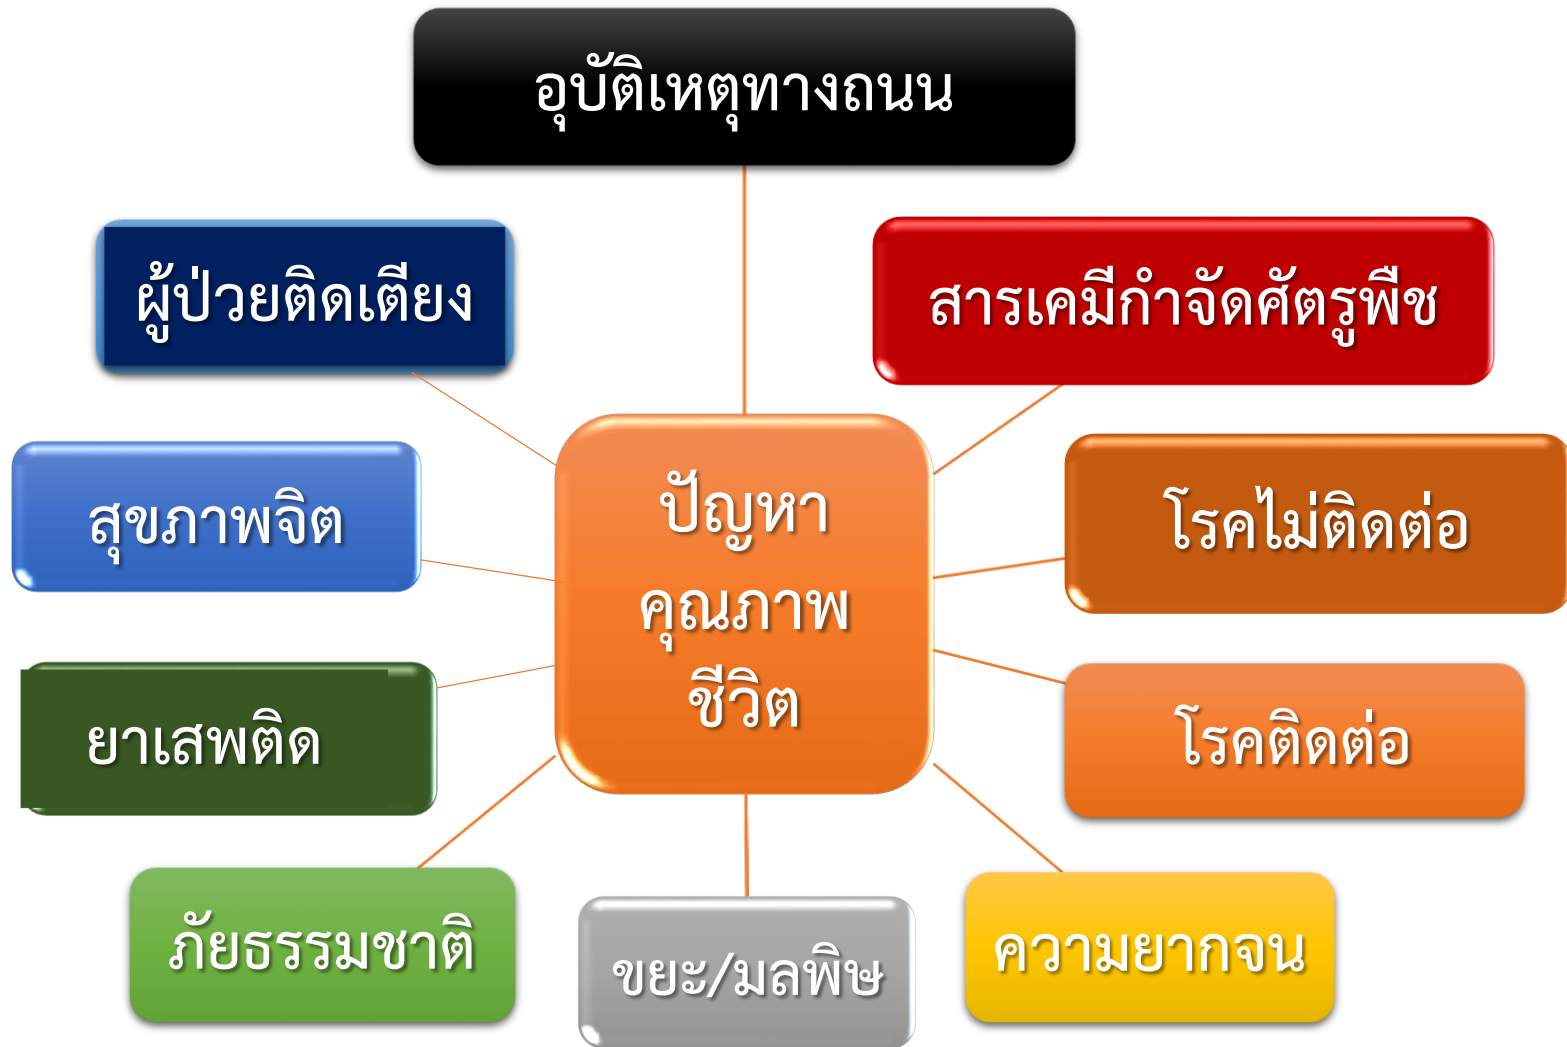 อุบัติเหตุทางถนน
ผู้ป่วยติดเตียง
สารเคมีกำจัดศัตรูพืช
สุขภาพจิต
ปัญหา
คุณภาพ
ชีวิต
โรคไม่ติดต่อ
ยาเสพติด
โรคติดต่อ
ภัยธรรมชาติ
ขยะ/มลพิษ
ความยากจน